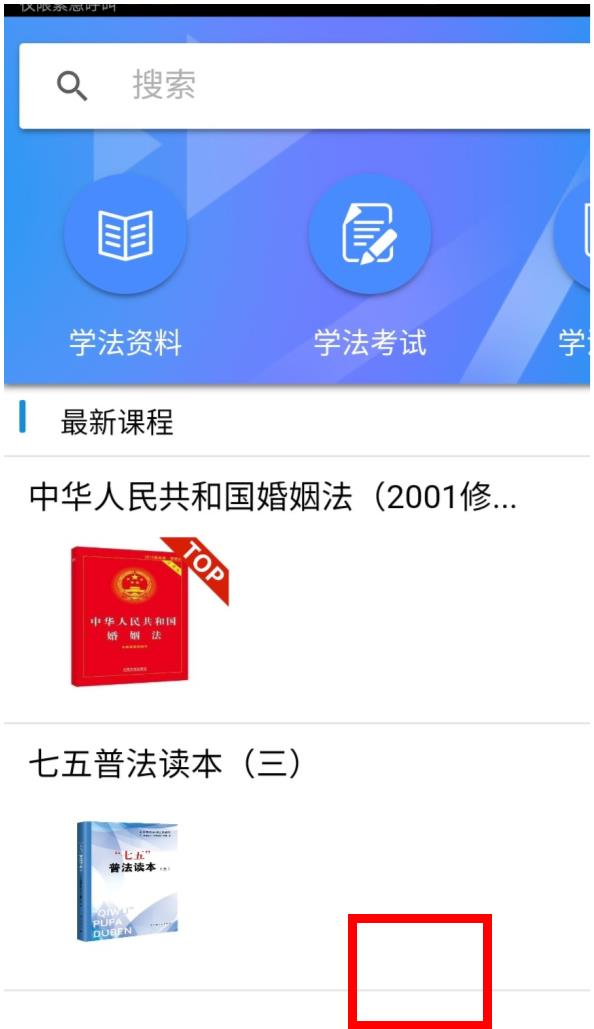 搜索
学法资料
学法考试
学
最新课程
中华人民共和国婚姻法（2001修...
TOP
中华人民共和国
婚姻法
七五普法读本（三）
“七五”
普法读本
"QIWU"
PUFA
DUBEN